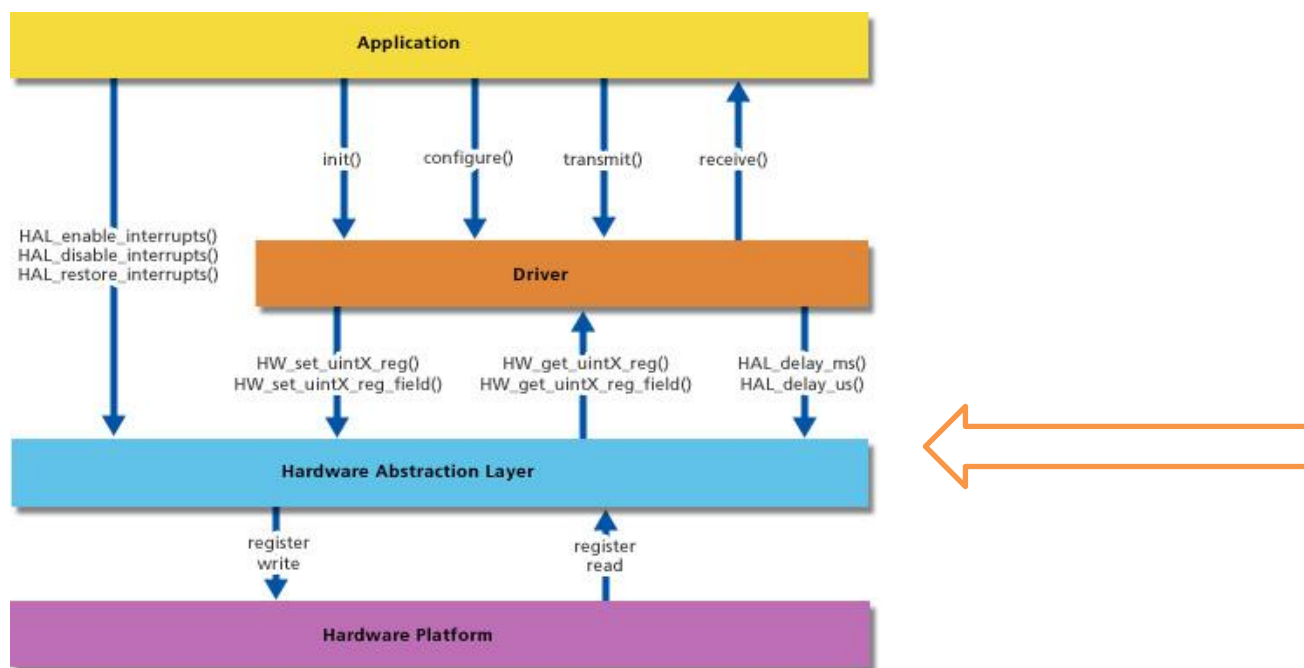 Application
init()
configure()
transmit()
receive()
HAL_enable_interrupts()
HAL_disable_interrupts()
HAL_restore_interrupts()
Driver
HW_set_uintX_reg()
HW_set_uintX_reg_field()
HW_get_uintX_reg()
HW_get_uintX_reg_field()
HAL_delay_ms()
HAL_delay_us()
Hardware Abstraction Layer
register
write
register
read
Hardware Platform